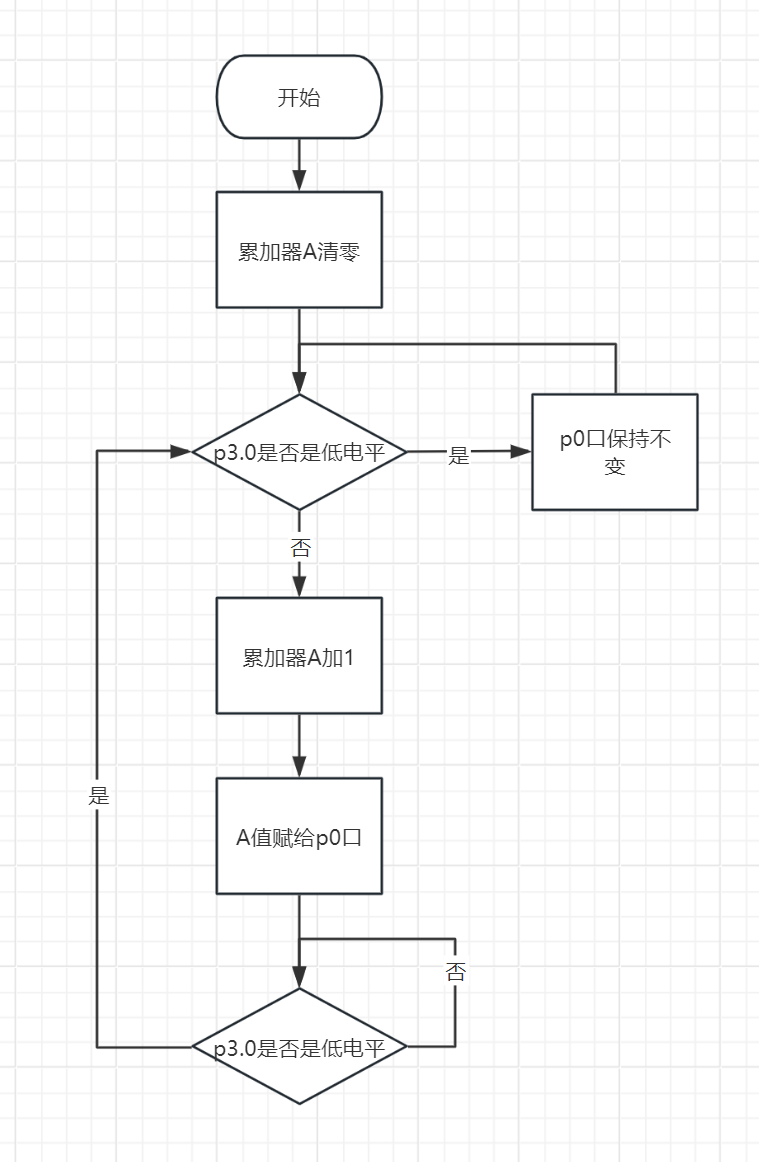 开始
累加器A清零
p3.0是否是低电平
是
p0口保持不
变
否
累加器A加1
是
A值赋给p0口
否
p3.0是否是低电平